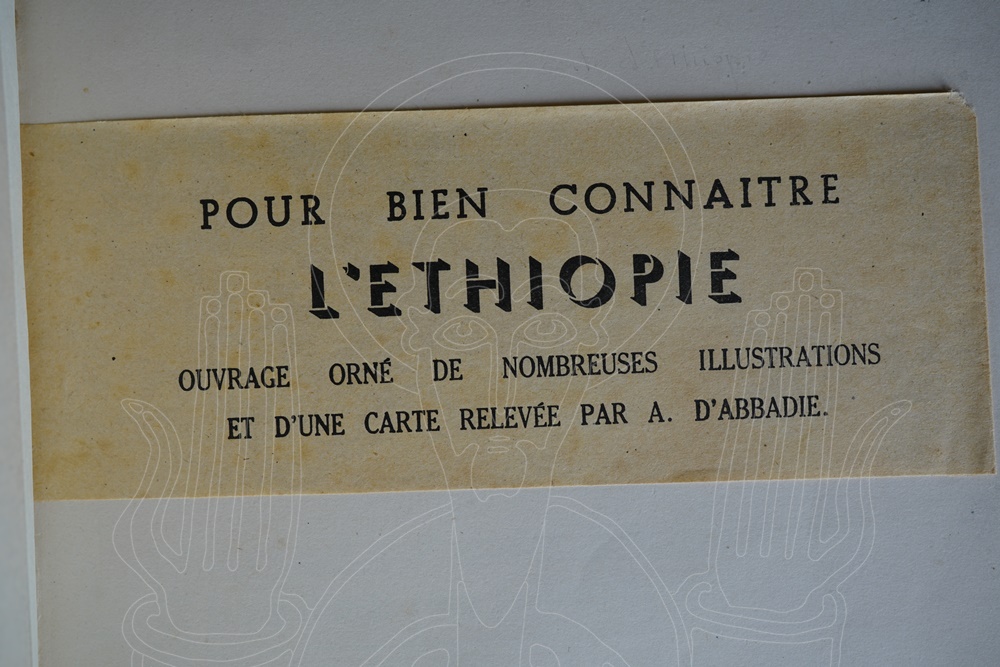 POUR BIEN CONNAITRE
L'ETHIOPIE
OUVRAGE ORNÉ DE NOMBREUSES ILLUSTRATIONS
ET D'UNE CARTE RELEVÉE PAR A. D'ABBADIE.